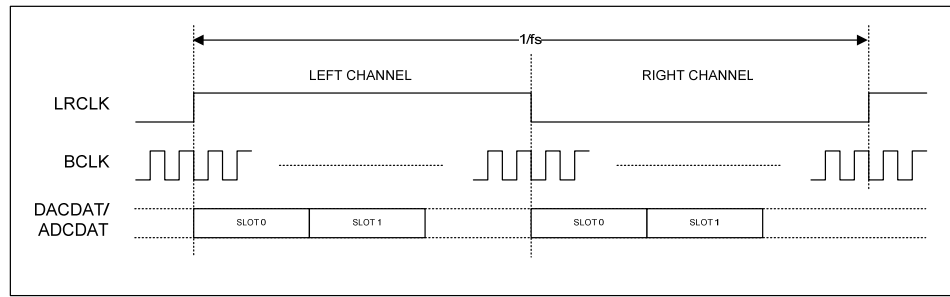 1/fs
LEFT CHANNEL RIGHT CHANNEL
LRCLK
BCLK
DACDAT/
ADCDAT
SLOT 0 SLOT 1 SLOT 0 SLOT 1